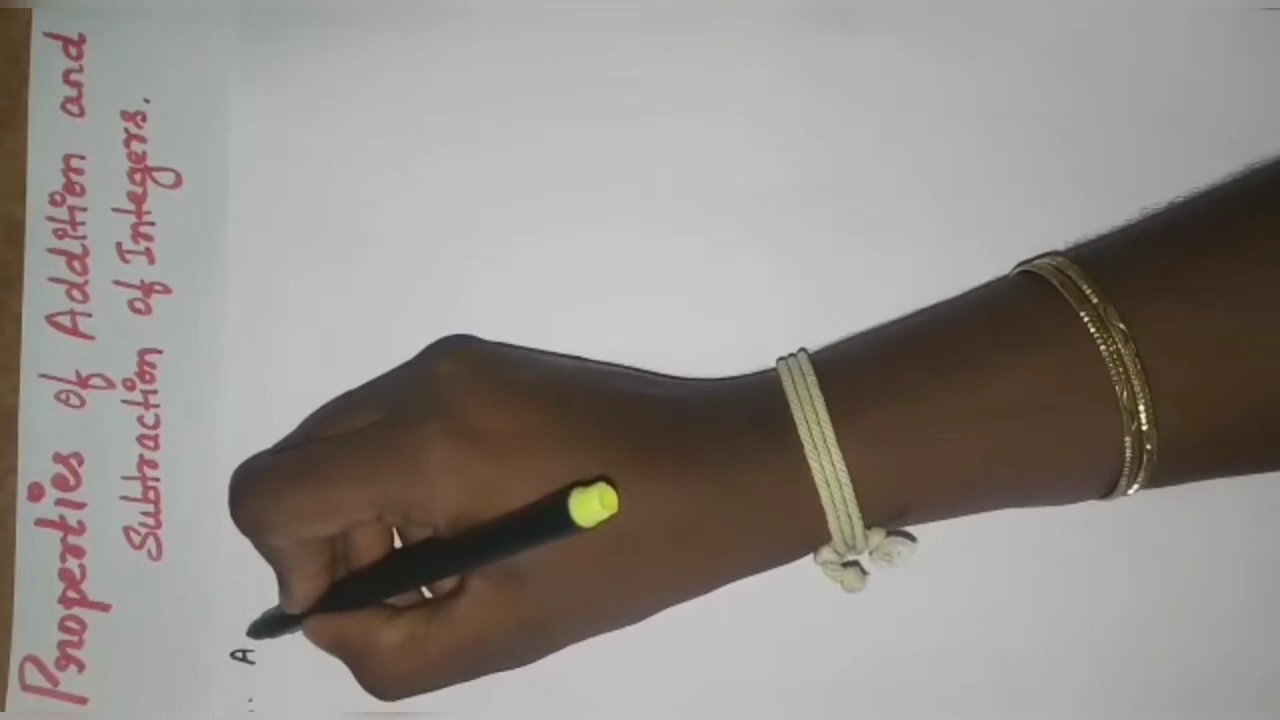 Properties of Addition and
Subtraction of Integers.
A